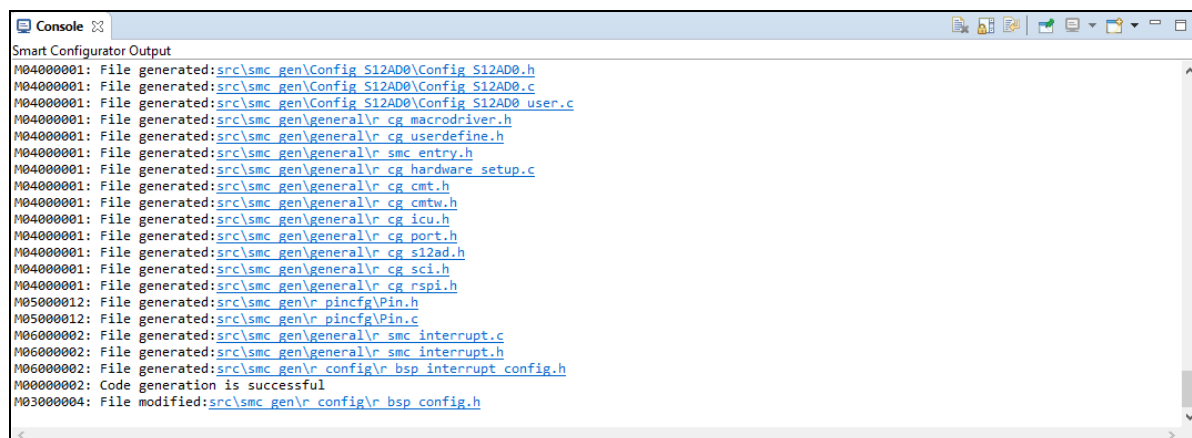 Console
Smart Configurator Output
M04000001: File generated:src\smc_gen\Config_S12AD0\Config_S12AD0.h
M04000001: File generated:src\smc_gen\Config_S12AD0\Config_S12AD0.c
M04000001: File generated:src\smc_gen\Config_S12AD0\Config_S12AD0_user.c
M04000001: File generated:src\smc_gen\general\r_cg_macrodriver.h
M04000001: File generated:src\smc_gen\general\r_cg_userdefine.h
M04000001: File generated:src\smc_gen\general\r_smc_entry.h
M04000001: File generated:src\smc_gen\general\r_cg_hardware_setup.c
M04000001: File generated:src\smc_gen\general\r_cg_cmt.h
M04000001: File generated:src\smc_gen\general\r_cg_cmtw.h
M04000001: File generated:src\smc_gen\general\r_cg_icu.h
M04000001: File generated:src\smc_gen\general\r_cg_port.h
M04000001: File generated:src\smc_gen\general\r_cg_s12ad.h
M04000001: File generated:src\smc_gen\general\r_cg_sci.h
M04000001: File generated:src\smc_gen\general\r_cg_rspi.h
M05000012: File generated:src\smc_gen\r_pincfg\Pin.h
M05000012: File generated:src\smc_gen\r_pincfg\Pin.c
M06000002: File generated:src\smc_gen\general\r_smc_interrupt.c
M06000002: File generated:src\smc_gen\general\r_smc_interrupt.h
M06000002: File generated:src\smc_gen\r_config\r_bsp_interrupt_config.h
M00000002: Code generation is successful
M03000004: File modified:src\smc_gen\r_config\r_bsp_config.h